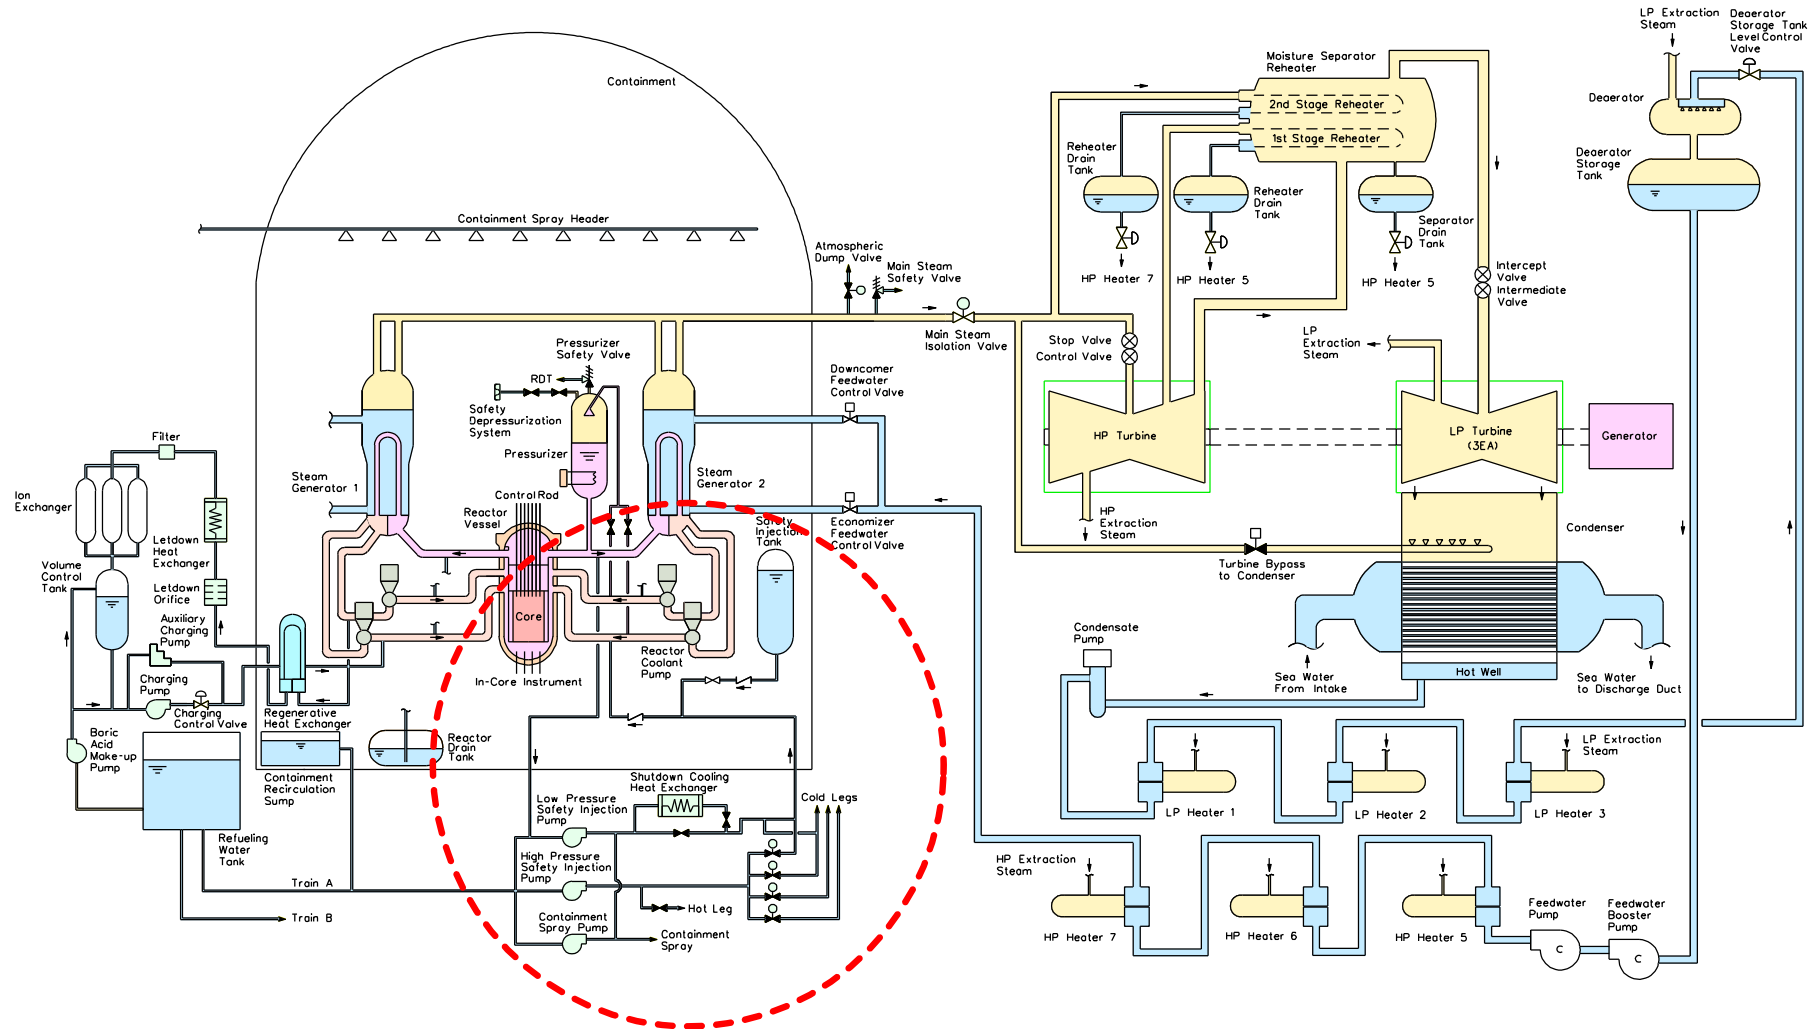 LP Extraction
Steam
Deaerator
Storage Tank
Level Control
Valve
Moisture Separator
Reheater
Containment
Deaerator
2nd Stage Reheater
1st Stage Reheater
Reheater
Drain
Tank
Deaerator
Storage
Tank
Reheater
Drain
Tank
Separator
Drain
Tank
Containment Spray Header
Atmospheric
Dump Valve
Main Steam
Safety Valve
HP Heater 7
HP Heater 5
HP Heater 5
Intercept
Valve
Intermediate
Valve
Main Steam
Isolation Valve
Stop Valve
Control Valve
LP
Extraction
Steam
Pressurizer
Safety Valve
RDT
Safety
Depressurization
System
Downcomer
Feedwater
Control Valve
Pressurizer
HP Turbine
LP Turbine
(3EA)
Generator
Filter
Ion
Exchanger
Steam
Generator 1
Steam
Generator 2
Control Rod
Reactor
Vessel
Safety
Injection
Tank
Economizer
Feedwater
Control Valve
HP
Extraction
Steam
Condenser
Letdown
Heat
Exchanger
Turbine Bypass
to Condenser
Volume
Control
Tank
Letdown
Orifice
Core
Auxiliary
Charging
Pump
Condensate
Pump
Reactor
Coolant
Pump
Charging
Pump
In-Core Instrument
Sea Water
From Intake
Hot Well
Sea Water
to Discharge Duct
Charging
Control Valve
Regenerative
Heat Exchanger
Boric
Acid
Make-up
Pump
Reactor
Drain
Tank
Containment
Recirculation
Sump
Shutdown Cooling
Heat Exchanger
LP Extraction
Steam
Low Pressure
Safety Injection
Pump
Cold Legs
LP Heater 1
LP Heater 2
LP Heater 3
Refueling
Water
Tank
High Pressure
Safety Injection
Pump
HP Extraction
Steam
Train A
Hot Leg
Train B
Containment
Spray Pump
Containment
Spray
HP Heater 7
HP Heater 6
HP Heater 5
Feedwater
Pump
Feedwater
Booster
Pump
C
C